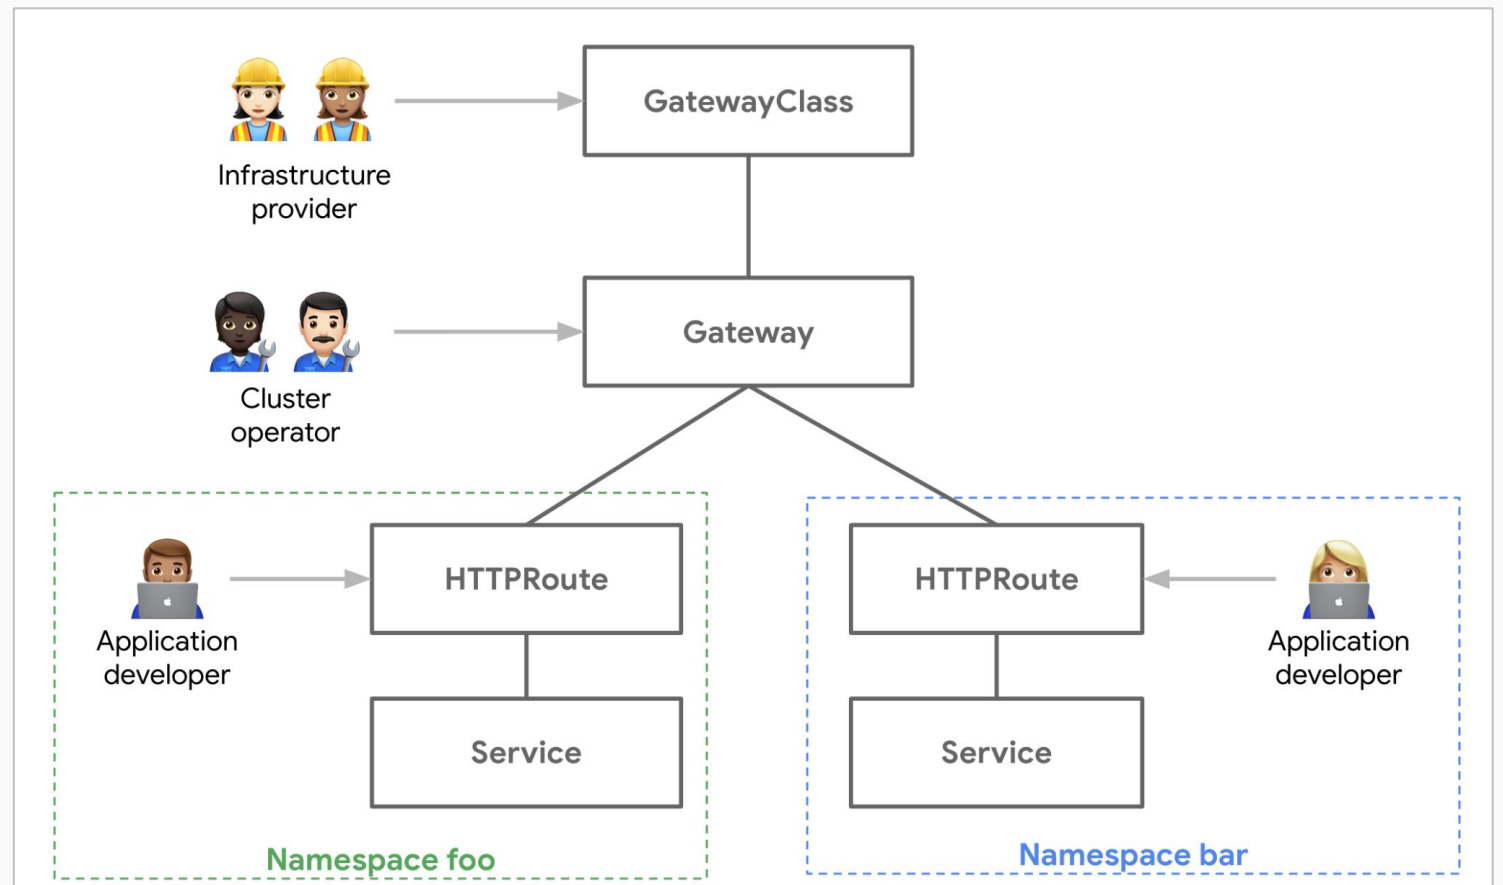 GatewayClass
Infrastructure
provider
Gateway
Cluster
operator
HTTPRoute
HTTPRoute
Application
developer
Application
developer
Service
Service
Namespace foo
Namespace bar